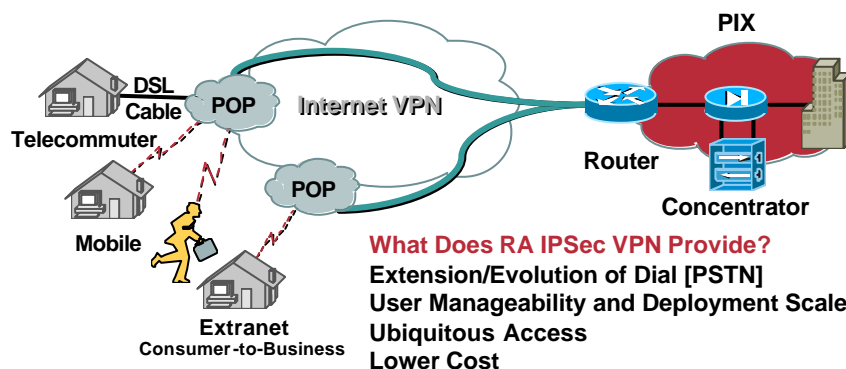 PIX
DSL
Cable
POP
Internet VPN
Telecommuter
Router
POP
Concentrator
Mobile
What Does RA IPSec VPN Provide?
Extension/Evolution of Dial [PSTN]
User Manageability and Deployment Scale
Ubiquitous Access
Lower Cost
Extranet
Consumer-to-Business